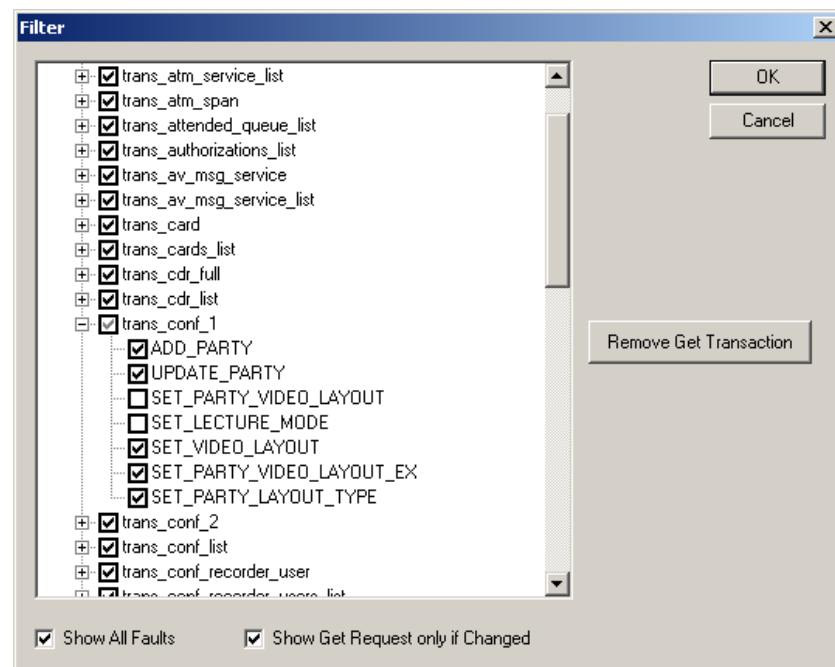 Filter
trans_atm_service_list
trans_atm_span
trans_attended_queue_list
trans_authorizations_list
trans_av_msg_service
trans_av_msg_service_list
trans_card
trans_cards_list
trans_cdr_full
trans_cdr_list
trans_conf_1
ADD_PARTY
UPDATE_PARTY
SET_PARTY_VIDEO_LAYOUT
SET_LECTURE_MODE
SET_VIDEO_LAYOUT
SET_PARTY_VIDEO_LAYOUT_EX
SET_PARTY_LAYOUT_TYPE
trans_conf_2
trans_conf_list
trans_conf_recorder_user
trans_conf_recorder_users_list
OK
Cancel
Remove Get Transaction
Show All Faults
Show Get Request only if Changed